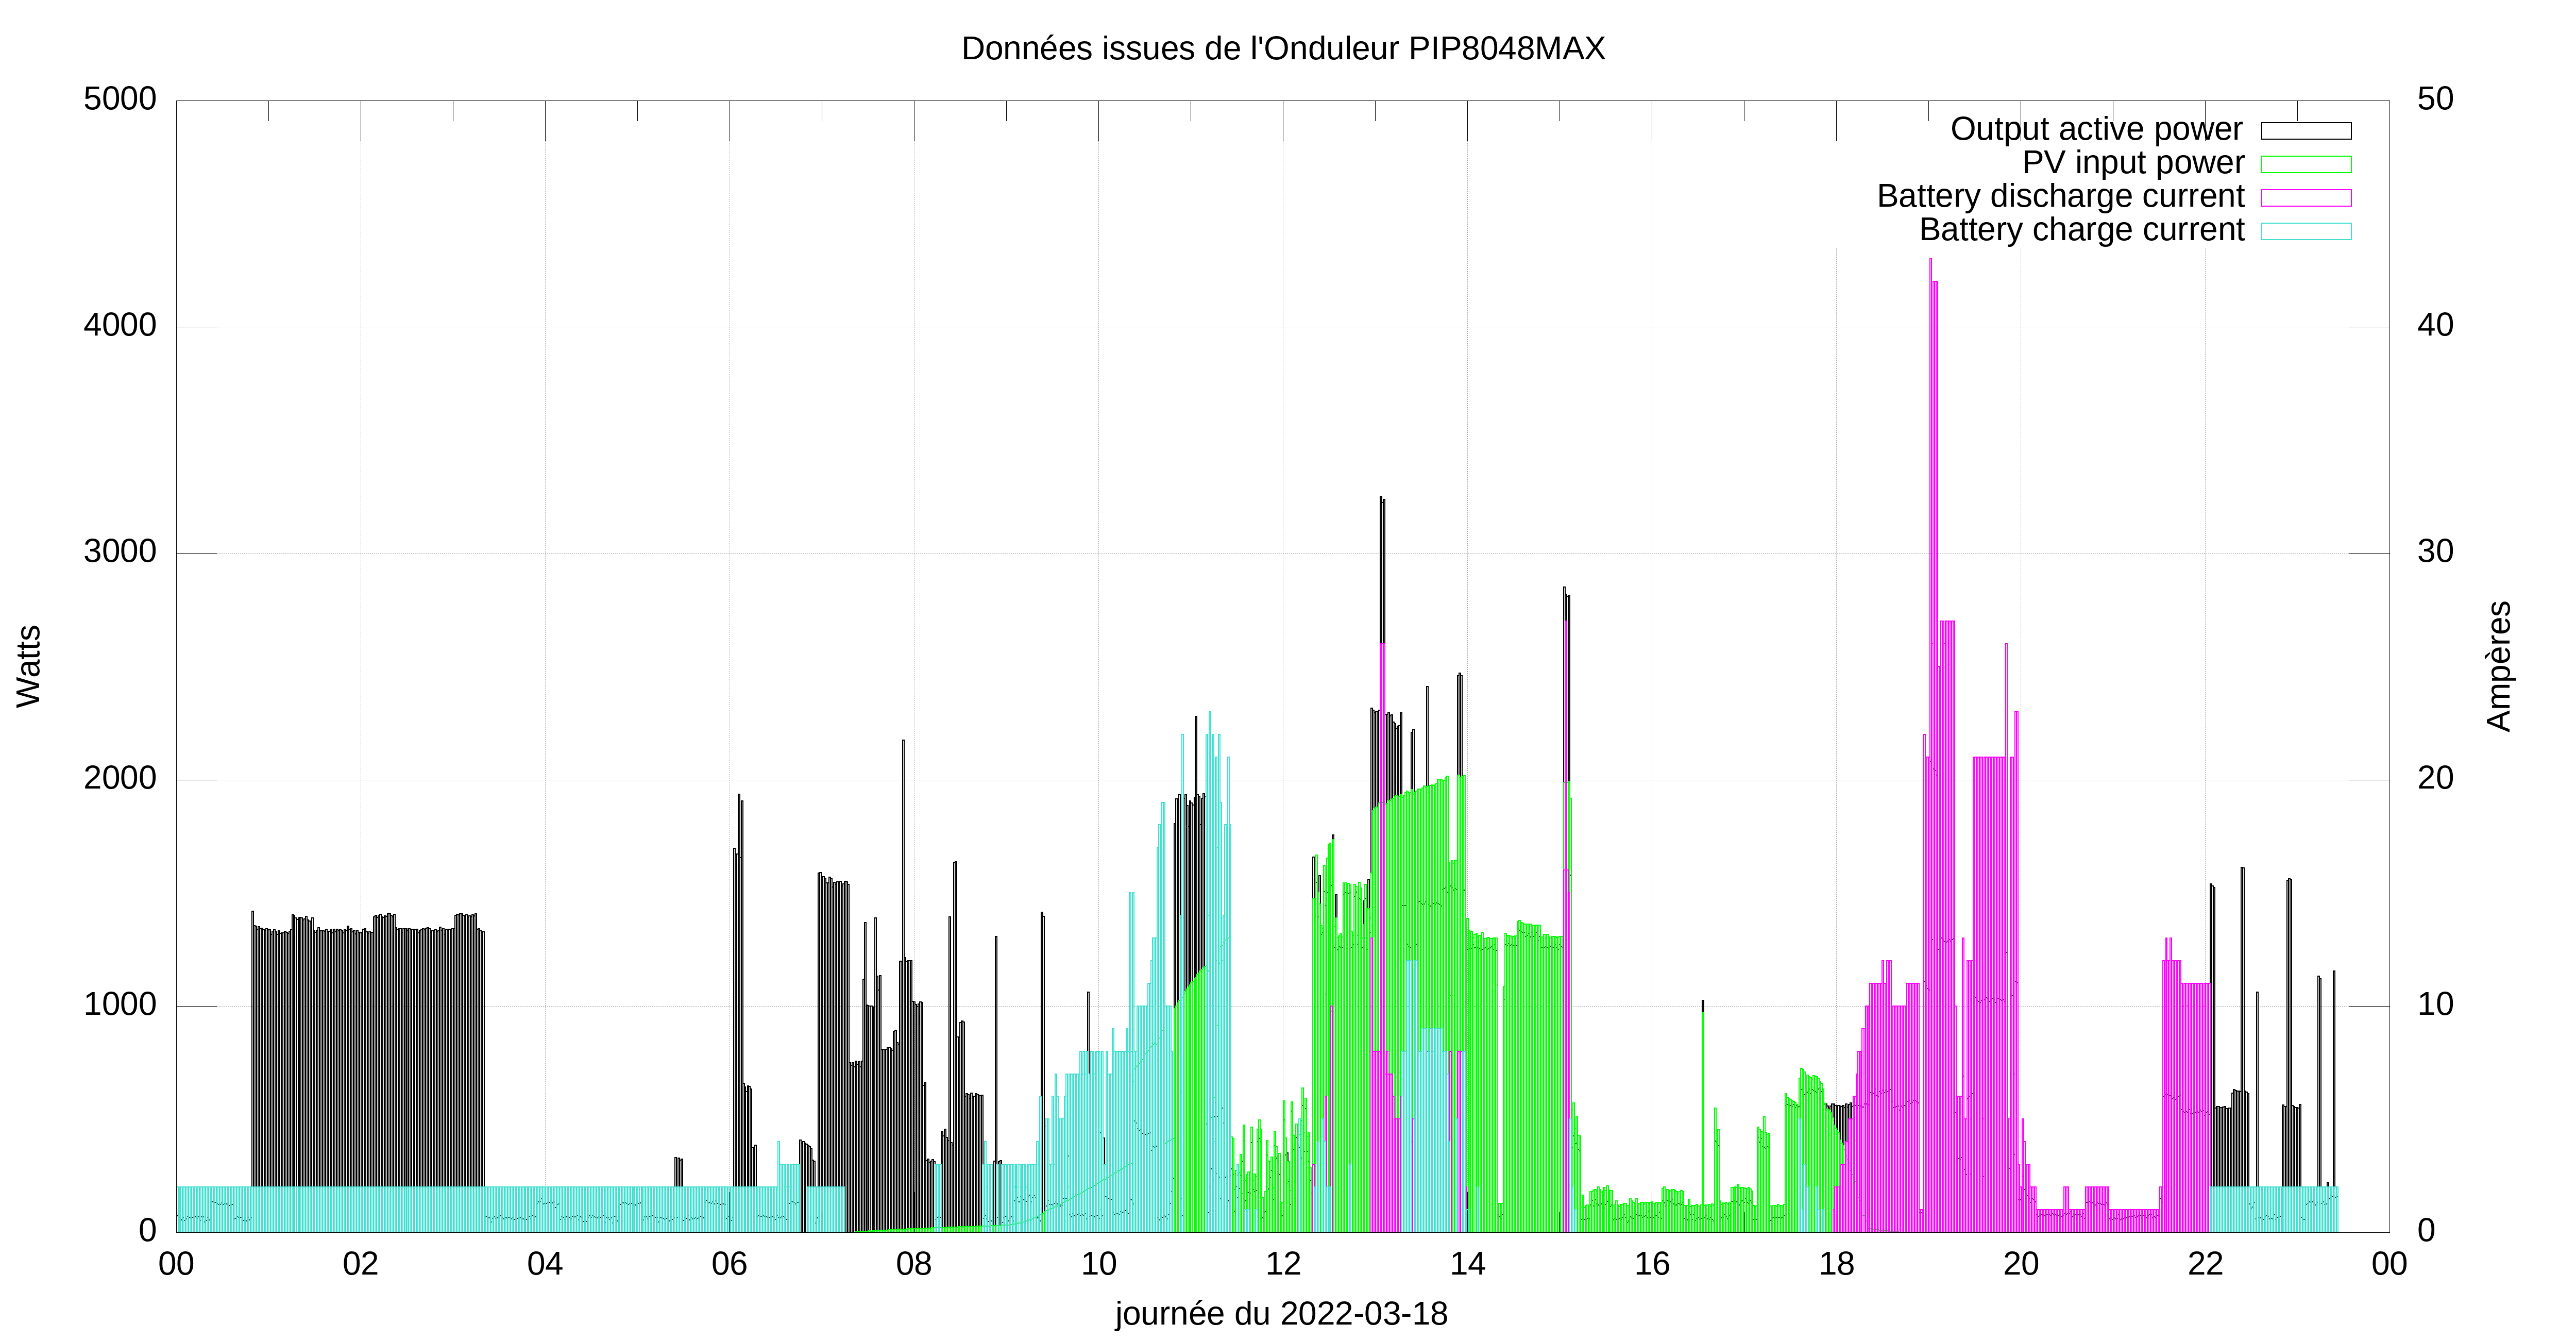 Données issues de l'Onduleur PIP8048MAX
5000
4000
3000
2000
1000
0
50
40
30
20
10
0
Output active power
PV input power
Battery discharge current
Battery charge current
Watts
Ampères
00 02 04 06 08 10 12 14 16 18 20 22 00
journée du 2022-03-18